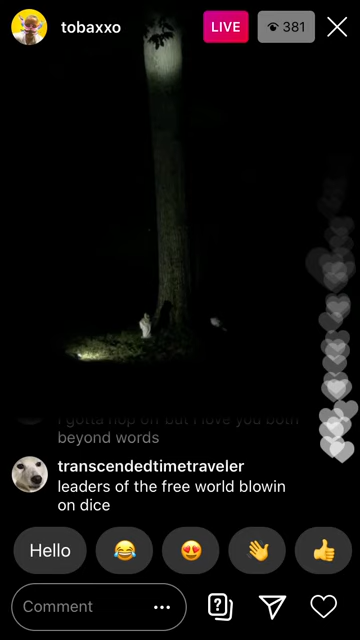 tobaxxo
LIVE
381
I gotta hop off but I love you both
beyond words
transcendedtimetraveler
leaders of the free world blowin
on dice
Hello
Comment